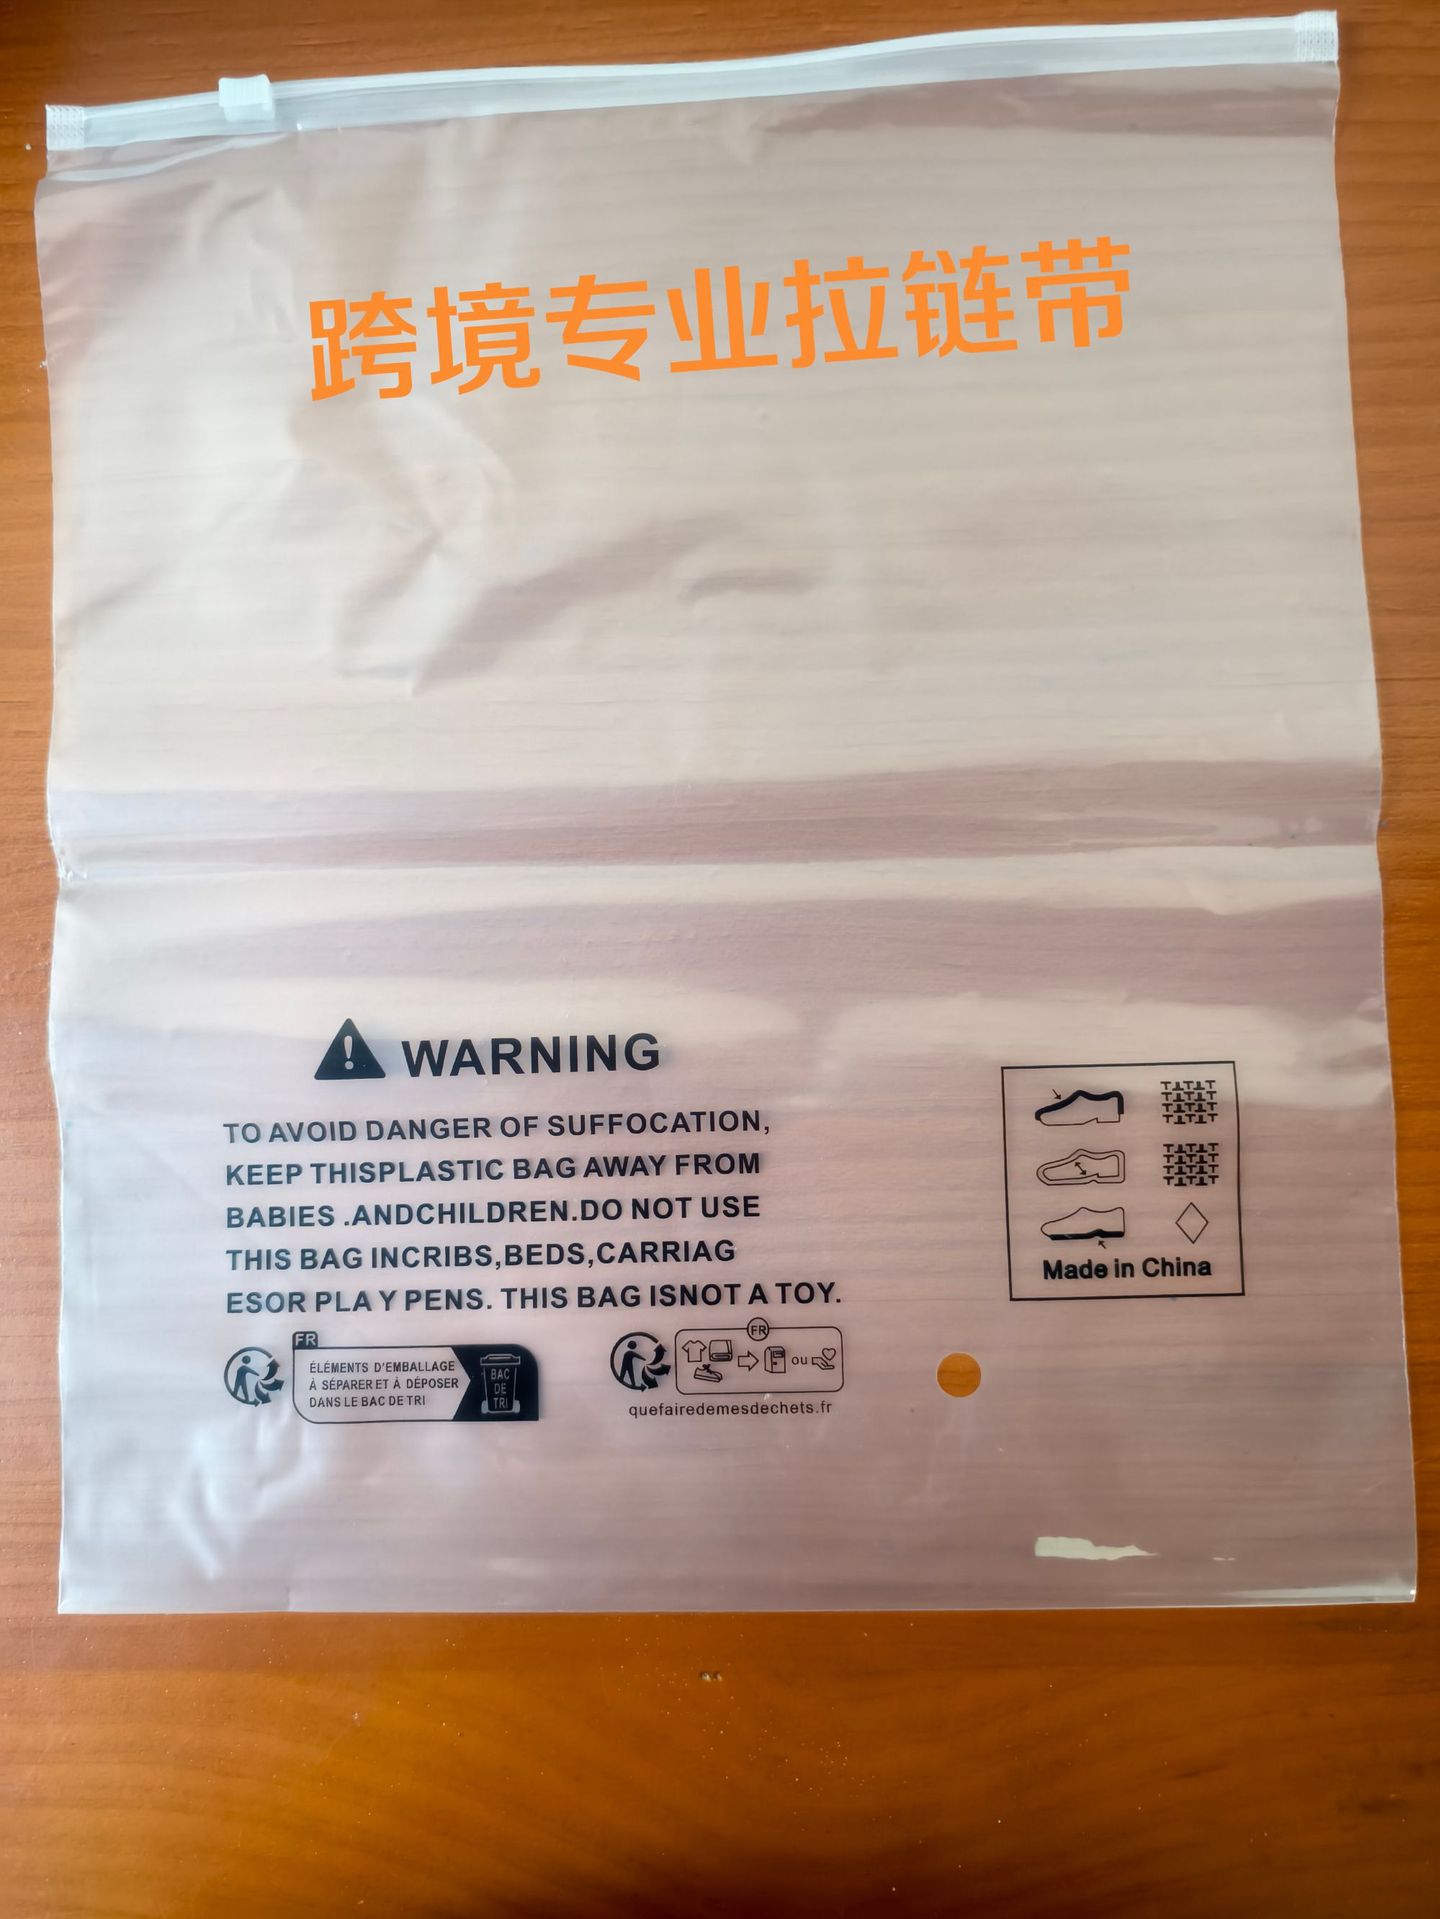 跨境专业拉链带
WARNING
TO AVOID DANGER OF SUFFOCATION,
KEEP THISPLASTIC BAG AWAY FROM
BABIES .ANDCHILDREN.DO NOT USE
THIS BAG INCRIBS,BEDS,CARRIAG
ESOR PLA Y PENS. THIS BAG ISNOT A TOY.
Made in China
FR
ÉLÉMENTS D'EMBALLAGE
À SÉPARER ET À DÉPOSER
DANS LE BAC DE TRI
BAC
DE
TRI
FR
ou
quefairedemesdechets.fr